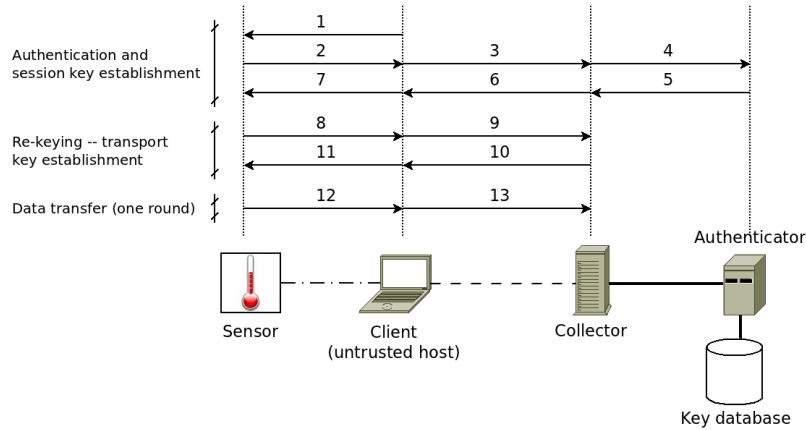 1
Authentication and
session key establishment
2
3
4
7
6
5
Re-keying -- transport
key establishment
8
9
11
10
Data transfer (one round)
12
13
Authenticator
Sensor
Client
(untrusted host)
Collector
Key database